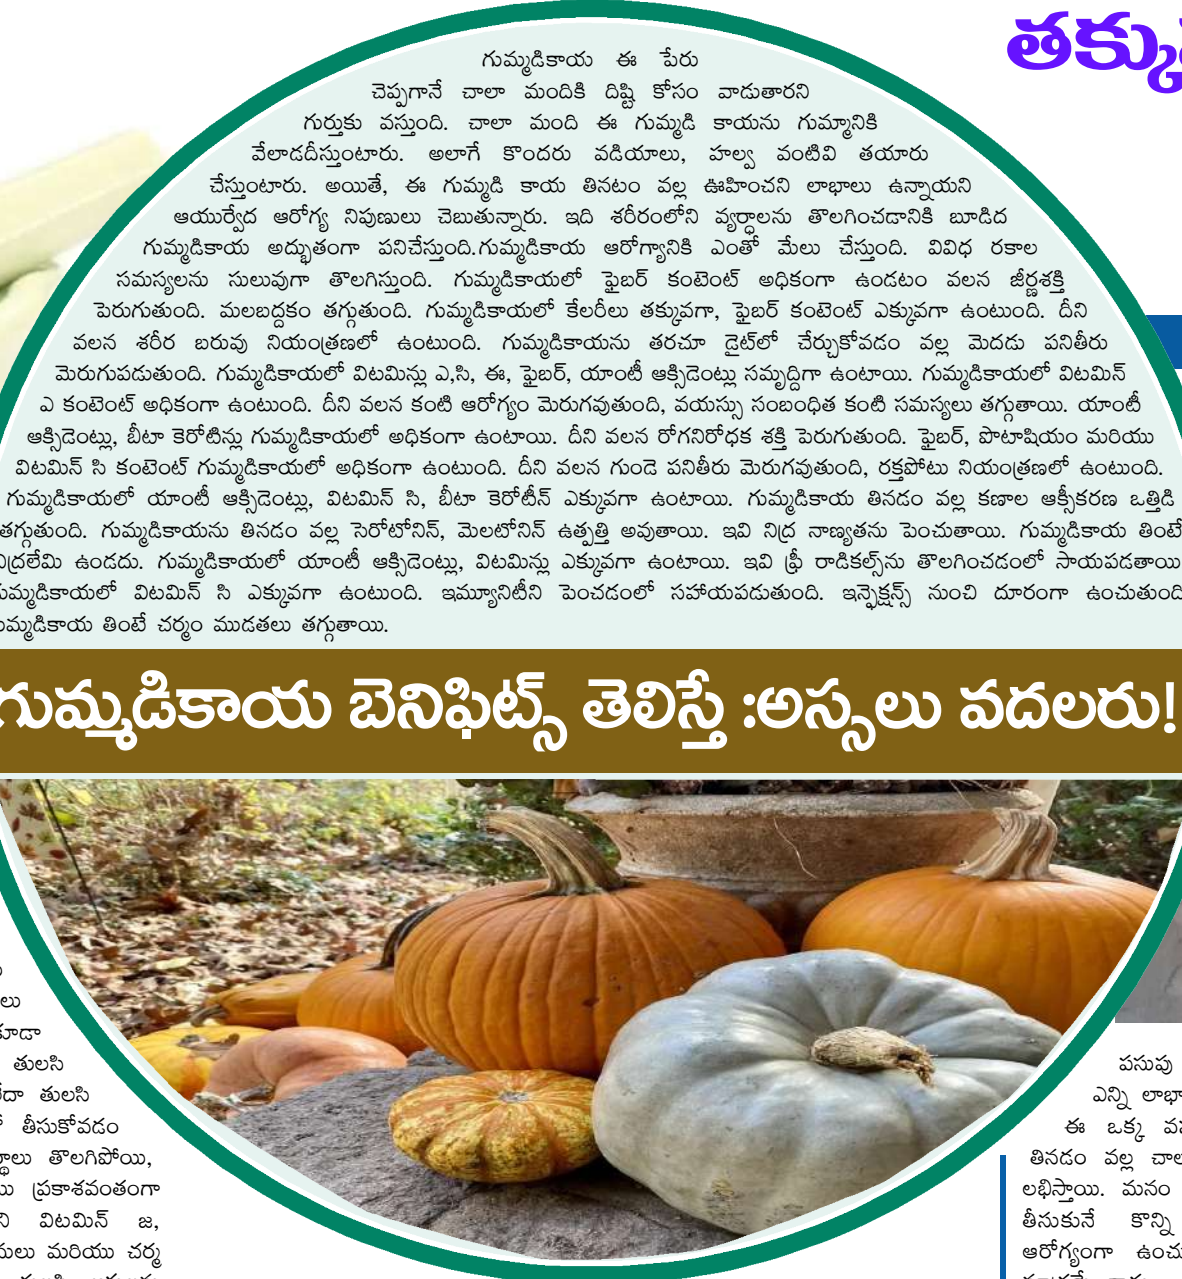 గుమ్మడికాయ ఈ పేరు
చెప్పగానే చాలా మందికి దిష్టి కోసం వాడుతారని
గుర్తుకు వస్తుంది. చాలా మంది ఈ గుమ్మడి కాయను గుమ్మానికి
వేలాడదీస్తుంటారు. అలాగే కొందరు వడియాలు, హల్వ వంటివి తయారు
చేస్తుంటారు. అయితే, ఈ గుమ్మడి కాయ తినటం వల్ల ఊహించని లాభాలు ఉన్నాయని
ఆయుర్వేద ఆరోగ్య నిపుణులు చెబుతున్నారు. ఇది శరీరంలోని వ్యర్ధాలను తొలగించడానికి బూడిద
గుమ్మడికాయ అద్భుతంగా పనిచేస్తుంది.గుమ్మడికాయ ఆరోగ్యానికి ఎంతో మేలు చేస్తుంది. వివిధ రకాల
సమస్యలను సులువుగా తొలగిస్తుంది. గుమ్మడికాయలో ఫైబర్ కంటెంట్ అధికంగా ఉండటం వలన జీర్ణశక్తి
పెరుగుతుంది. మలబద్దకం తగ్గుతుంది. గుమ్మడికాయలో కేలరీలు తక్కువగా, ఫైబర్ కంటెంట్ ఎక్కువగా ఉంటుంది. దీని
వలన శరీర బరువు నియంత్రణలో ఉంటుంది. గుమ్మడికాయను తరచూ డైట్‌లో చేర్చుకోవడం వల్ల మెదడు పనితీరు
మెరుగుపడుతుంది. గుమ్మడికాయలో విటమిన్లు ఎ,సి, ఈ, ఫైబర్, యాంటీ ఆక్సిడెంట్లు సమృద్దిగా ఉంటాయి. గుమ్మడికాయలో విటమిన్
ఎ కంటెంట్ అధికంగా ఉంటుంది. దీని వలన కంటి ఆరోగ్యం మెరుగవుతుంది, వయస్సు సంబంధిత కంటి సమస్యలు తగ్గుతాయి. యాంటీ
ఆక్సిడెంట్లు, బీటా కెరోటిన్లు గుమ్మడికాయలో అధికంగా ఉంటాయి. దీని వలన రోగనిరోధక శక్తి పెరుగుతుంది. ఫైబర్, పొటాషియం మరియు
విటమిన్ సి కంటెంట్ గుమ్మడికాయలో అధికంగా ఉంటుంది. దీని వలన గుండె పనితీరు మెరుగవుతుంది, రక్తపోటు నియంత్రణలో ఉంటుంది.
గుమ్మడికాయలో యాంటీ ఆక్సిడెంట్లు, విటమిన్ సి, బీటా కెరోటీన్ ఎక్కువగా ఉంటాయి. గుమ్మడికాయ తినడం వల్ల కణాల ఆక్సీకరణ ఒత్తిడి
తగ్గుతుంది. గుమ్మడికాయను తినడం వల్ల సెరోటోనిన్, మెలటోనిన్ ఉత్పత్తి అవుతాయి. ఇవి నిద్ర నాణ్యతను పెంచుతాయి. గుమ్మడికాయ తింటే
నిద్రలేమి ఉండదు. గుమ్మడికాయలో యాంటీ ఆక్సిడెంట్లు, విటమిన్లు ఎక్కువగా ఉంటాయి. ఇవి ఫ్రీ రాడికల్స్‌ను తొలగించడంలో సాయపడతాయి
గుమ్మడికాయలో విటమిన్ సి ఎక్కువగా ఉంటుంది. ఇమ్యూనిటీని పెంచడంలో సహాయపడుతుంది. ఇన్ఫెక్షన్స్ నుంచి దూరంగా ఉంచుతుంది
గుమ్మడికాయ తింటే చర్మం ముడతలు తగ్గుతాయి.
గుమ్మడికాయ బెనిఫిట్స్ తెలిస్తే :అస్సలు వదలరు!
తులసి
తులసి
తీసుకోవడం
తొలగిపోయి,
ప్రకాశవంతంగా
విటమిన్ జ,
మరియు చర్మ
పసుపు
ఎన్ని
ఈ ఒక్క
తినడం వల్ల
లభిస్తాయి. మనం
తీసుకునే కొన్ని
ఆరోగ్యంగా